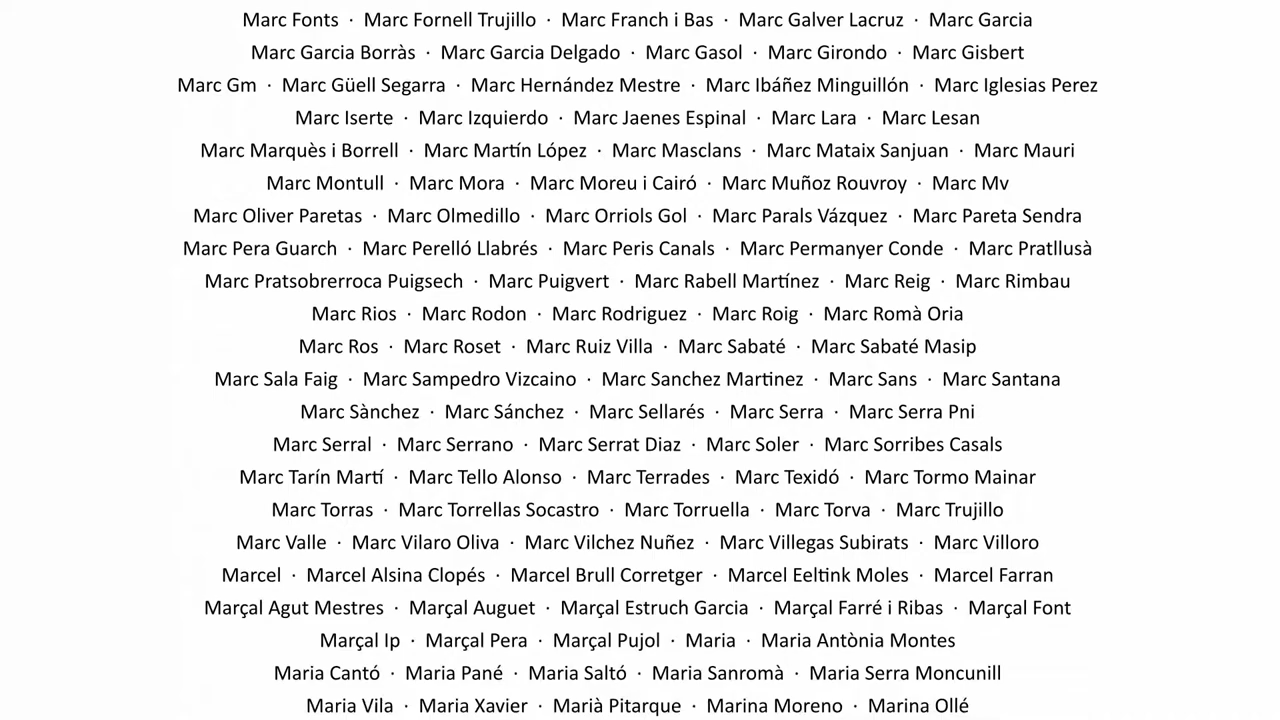 Marc Fonts · Marc Fornell Trujillo · Marc Franch i Bas · Marc Galver Lacruz · Marc Garcia
Marc Garcia Borràs · Marc Garcia Delgado · Marc Gasol · Marc Girondo · Marc Gisbert
Marc Gm · Marc Güell Segarra · Marc Hernández Mestre · Marc Ibáñez Minguillón · Marc Iglesias Perez
Marc Iserte · Marc Izquierdo · Marc Jaenes Espinal · Marc Lara · Marc Lesan
Marc Marquès i Borrell · Marc Martín López · Marc Masclans · Marc Mataix Sanjuan · Marc Mauri
Marc Montull · Marc Mora · Marc Moreu i Cairó · Marc Muñoz Rouvroy · Marc Mv
Marc Oliver Paretas · Marc Olmedillo · Marc Orriols Gol · Marc Parals Vázquez · Marc Pareta Sendra
Marc Pera Guarch · Marc Perelló Llabrés · Marc Peris Canals · Marc Permanyer Conde · Marc Pratllusà
Marc Pratsobrerroca Puigsech · Marc Puigvert · Marc Rabell Martínez · Marc Reig · Marc Rimbau
Marc Rios · Marc Rodon · Marc Rodriguez · Marc Roig · Marc Romà Oria
Marc Ros · Marc Roset · Marc Ruiz Villa · Marc Sabaté · Marc Sabaté Masip
Marc Sala Faig · Marc Sampedro Vizcaino · Marc Sanchez Martinez · Marc Sans · Marc Santana
Marc Sànchez · Marc Sánchez · Marc Sellarés · Marc Serra · Marc Serra Pni
Marc Serral · Marc Serrano · Marc Serrat Diaz · Marc Soler · Marc Sorribes Casals
Marc Tarín Martí · Marc Tello Alonso · Marc Terrades · Marc Texidó · Marc Tormo Mainar
Marc Torras · Marc Torrellas Socastro · Marc Torruella · Marc Torva · Marc Trujillo
Marc Valle · Marc Vilaro Oliva · Marc Vilchez Nuñez · Marc Villegas Subirats · Marc Villoro
Marcel · Marcel Alsina Clopés · Marcel Brull Corretger · Marcel Eeltink Moles · Marcel Farran
Marçal Agut Mestres · Marçal Auguet · Marçal Estruch Garcia · Marçal Farré i Ribas · Marçal Font
Marçal Ip · Marçal Pera · Marçal Pujol · Maria · Maria Antònia Montes
Maria Cantó · Maria Pané · Maria Saltó · Maria Sanromà · Maria Serra Moncunill
Maria Vila · Maria Xavier · Marià Pitarque · Marina Moreno · Marina Ollé